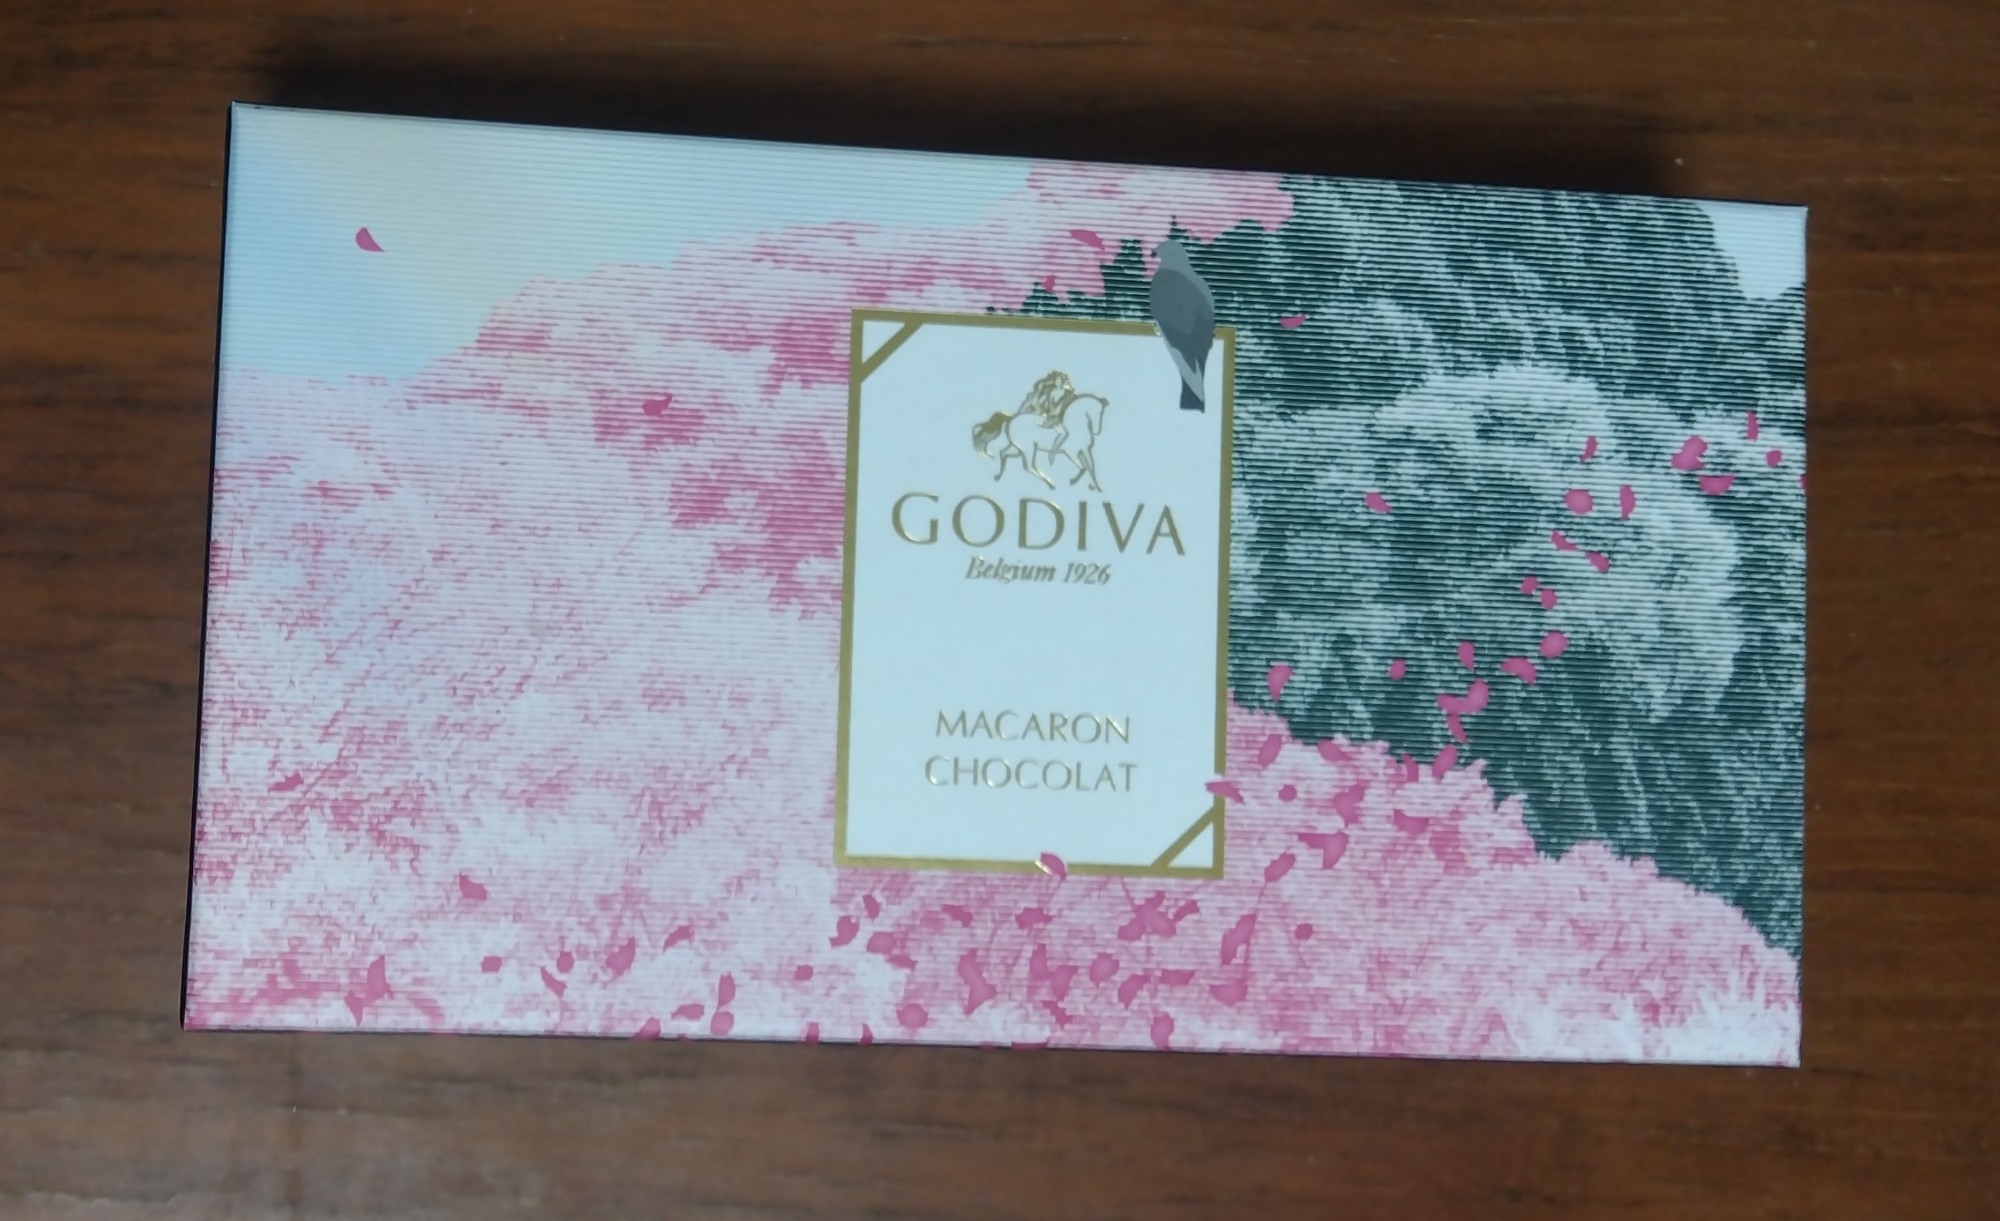 GODIVA
Belgium 1926
MACARON
CHOCOLAT